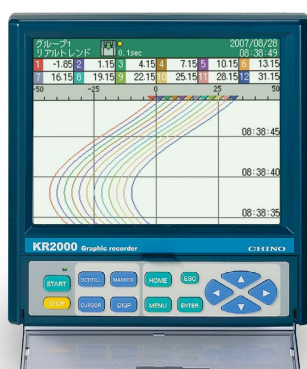 グループ1 2007/08/28
リアルトレンド 0.1sec 08:38:49
1 -1.85 2 1.15 3 4.15 4 7.15 5 10.15 6 13.15
7 16.15 8 19.15 9 22.15 10 25.15 11 28.15 12 31.15
-50 -25 0 25 50
08:38:45
08:38:40
08:38:35
KR2000 Graphic recorder CHINO
START SCROLL MARKER HOME ESC
STOP CURSOR DISP MENU ENTER